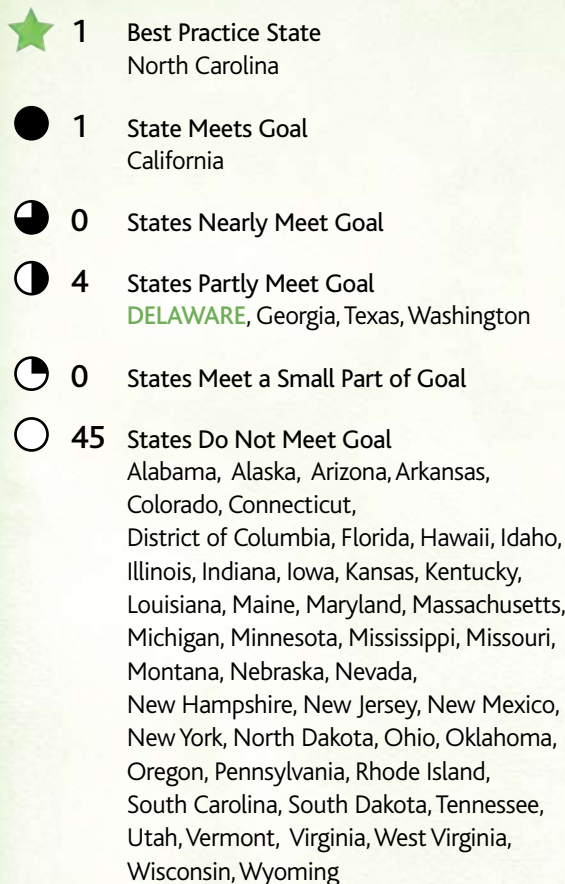 1 Best Practice State
North Carolina
1 State Meets Goal
California
0 States Nearly Meet Goal
4 States Partly Meet Goal
DELAWARE, Georgia, Texas, Washington
0 States Meet a Small Part of Goal
45 States Do Not Meet Goal
Alabama, Alaska, Arizona, Arkansas,
Colorado, Connecticut,
District of Columbia, Florida, Hawaii, Idaho,
Illinois, Indiana, Iowa, Kansas, Kentucky,
Louisiana, Maine, Maryland, Massachusetts,
Michigan, Minnesota, Mississippi, Missouri,
Montana, Nebraska, Nevada,
New Hampshire, New Jersey, New Mexico,
New York, North Dakota, Ohio, Oklahoma,
Oregon, Pennsylvania, Rhode Island,
South Carolina, South Dakota, Tennessee,
Utah, Vermont, Virginia, West Virginia,
Wisconsin, Wyoming